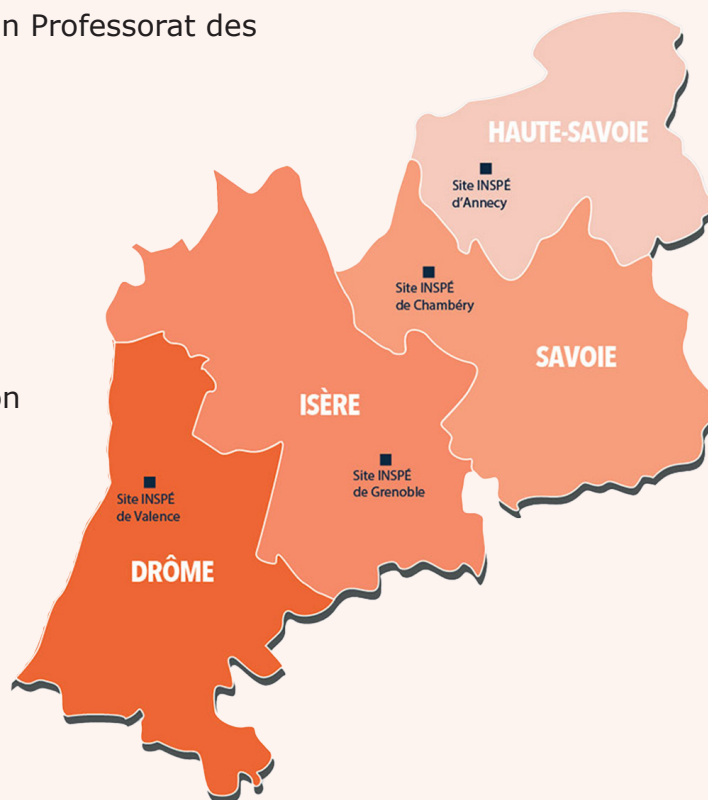 n Professorat des
HAUTE-SAVOIE
Site INSPÉ
d'Annecy
Site INSPÉ
de Chambéry
SAVOIE
on
ISÈRE
Site INSPÉ
de Grenoble
Site INSPÉ
de Valence
DRÔME